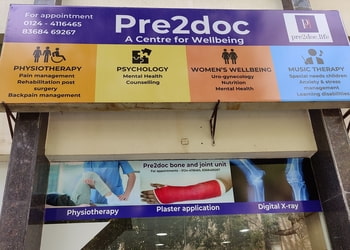 For appointment
0124 - 4116465
83684 69267
Pre2doc
A Centre for Wellbeing
pre2doc.life
PHYSIOTHERAPY
Pain management
Rehabilitation post
surgery
Backpain management
PSYCHOLOGY
Mental Health
Counselling
WOMEN'S WELLBEING
Uro-gynecology
Nutrition
Mental Health
MUSIC THERAPY
Special needs children
Anxiety & stress
management
Learning disabilities
Pre2doc bone and joint unit
Physiotherapy
Plaster application
Digital X-ray